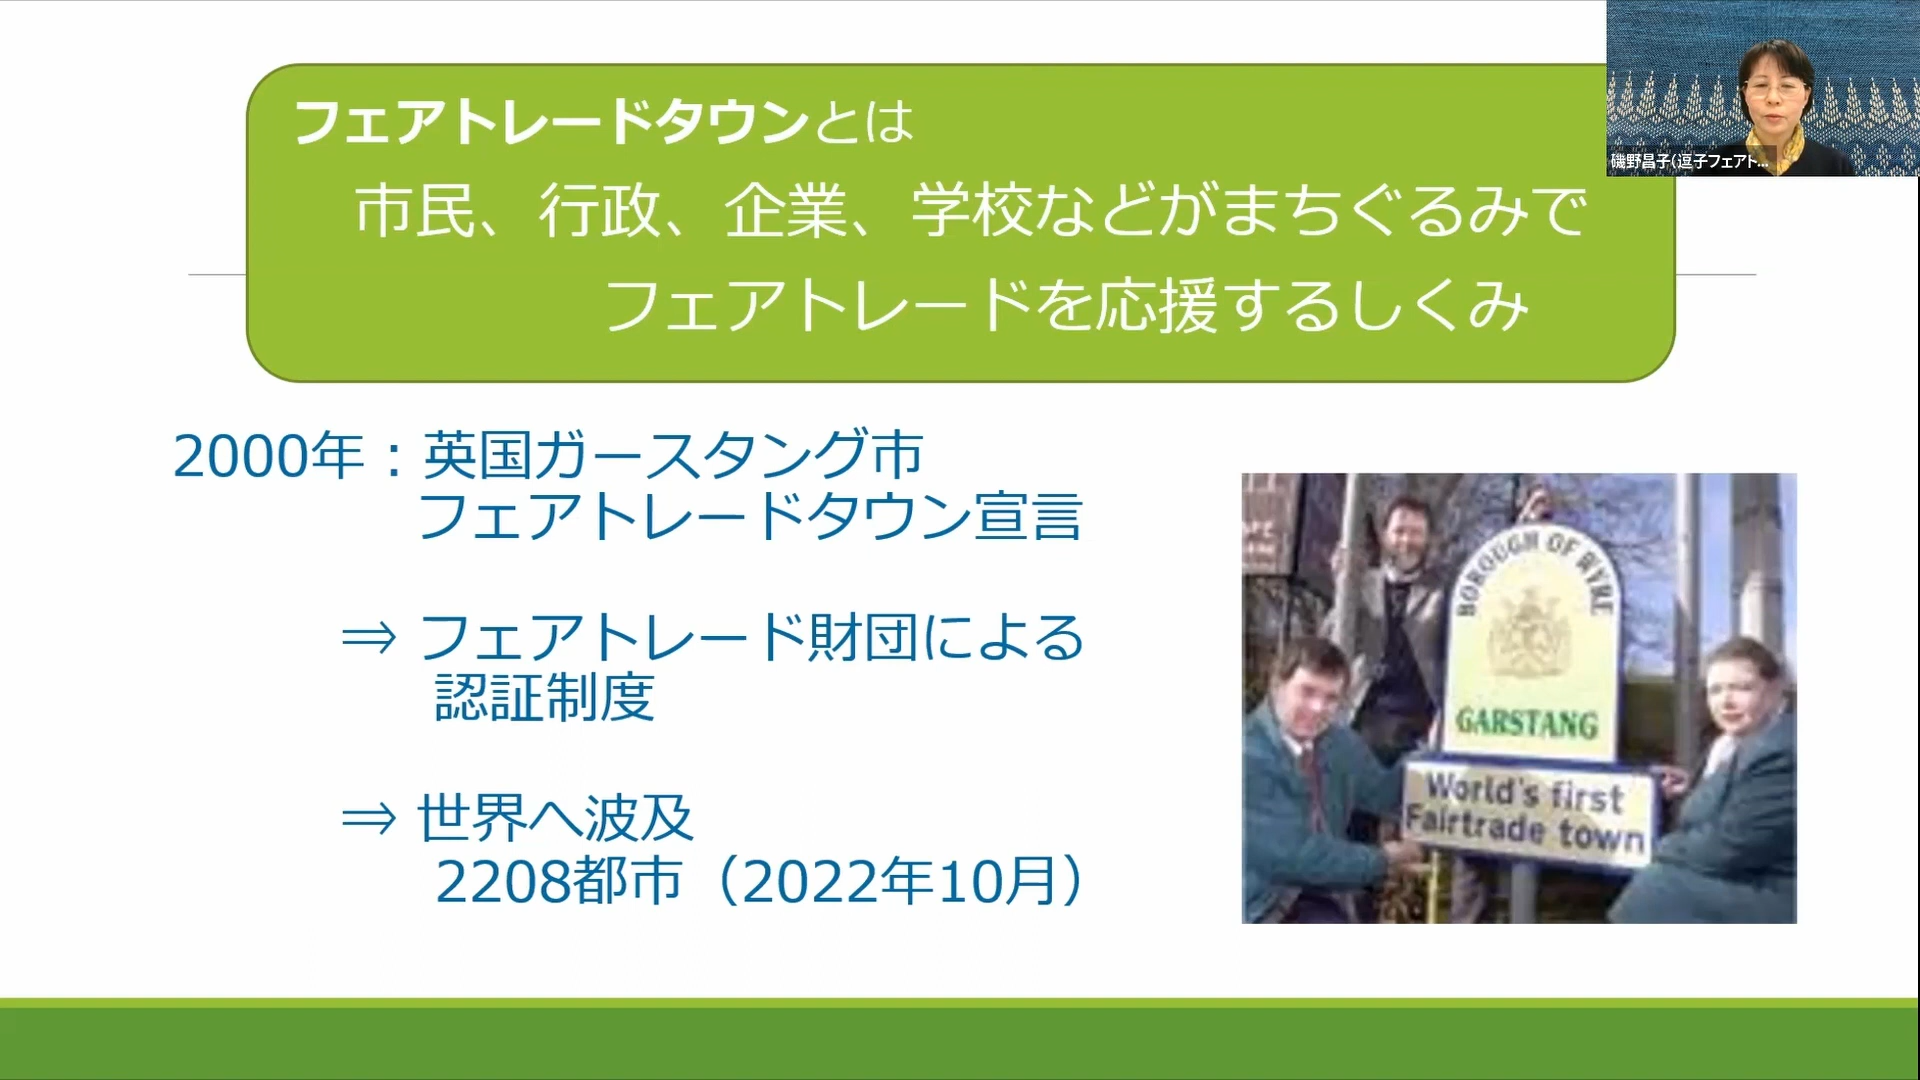 フェアトレードタウンとは
市民、行政、企業、学校などがまちぐるみで
フェアトレードを応援するしくみ
磯野昌子(逗子フェアト...
2000年：英国ガースタング市
フェアトレードタウン宣言
⇒ フェアトレード財団による
認証制度
⇒ 世界へ波及
2208都市（2022年10月）
BOROUGH OF WYRE
GARSTANG
World's first
Fairtrade town